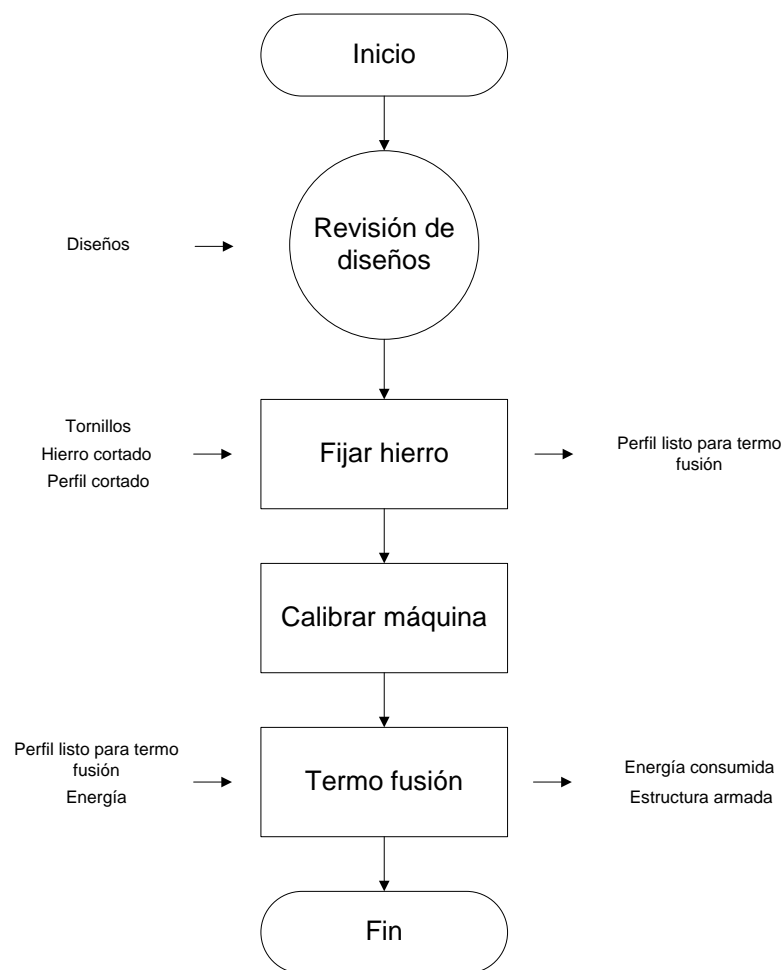 Inicio
Diseños
Revisión de
diseños
Tornillos
Hierro cortado
Perfil cortado
Fijar hierro
Perfil listo para termo
fusión
Calibrar máquina
Perfil listo para termo
fusión
Energía
Termo fusión
Energía consumida
Estructura armada
Fin